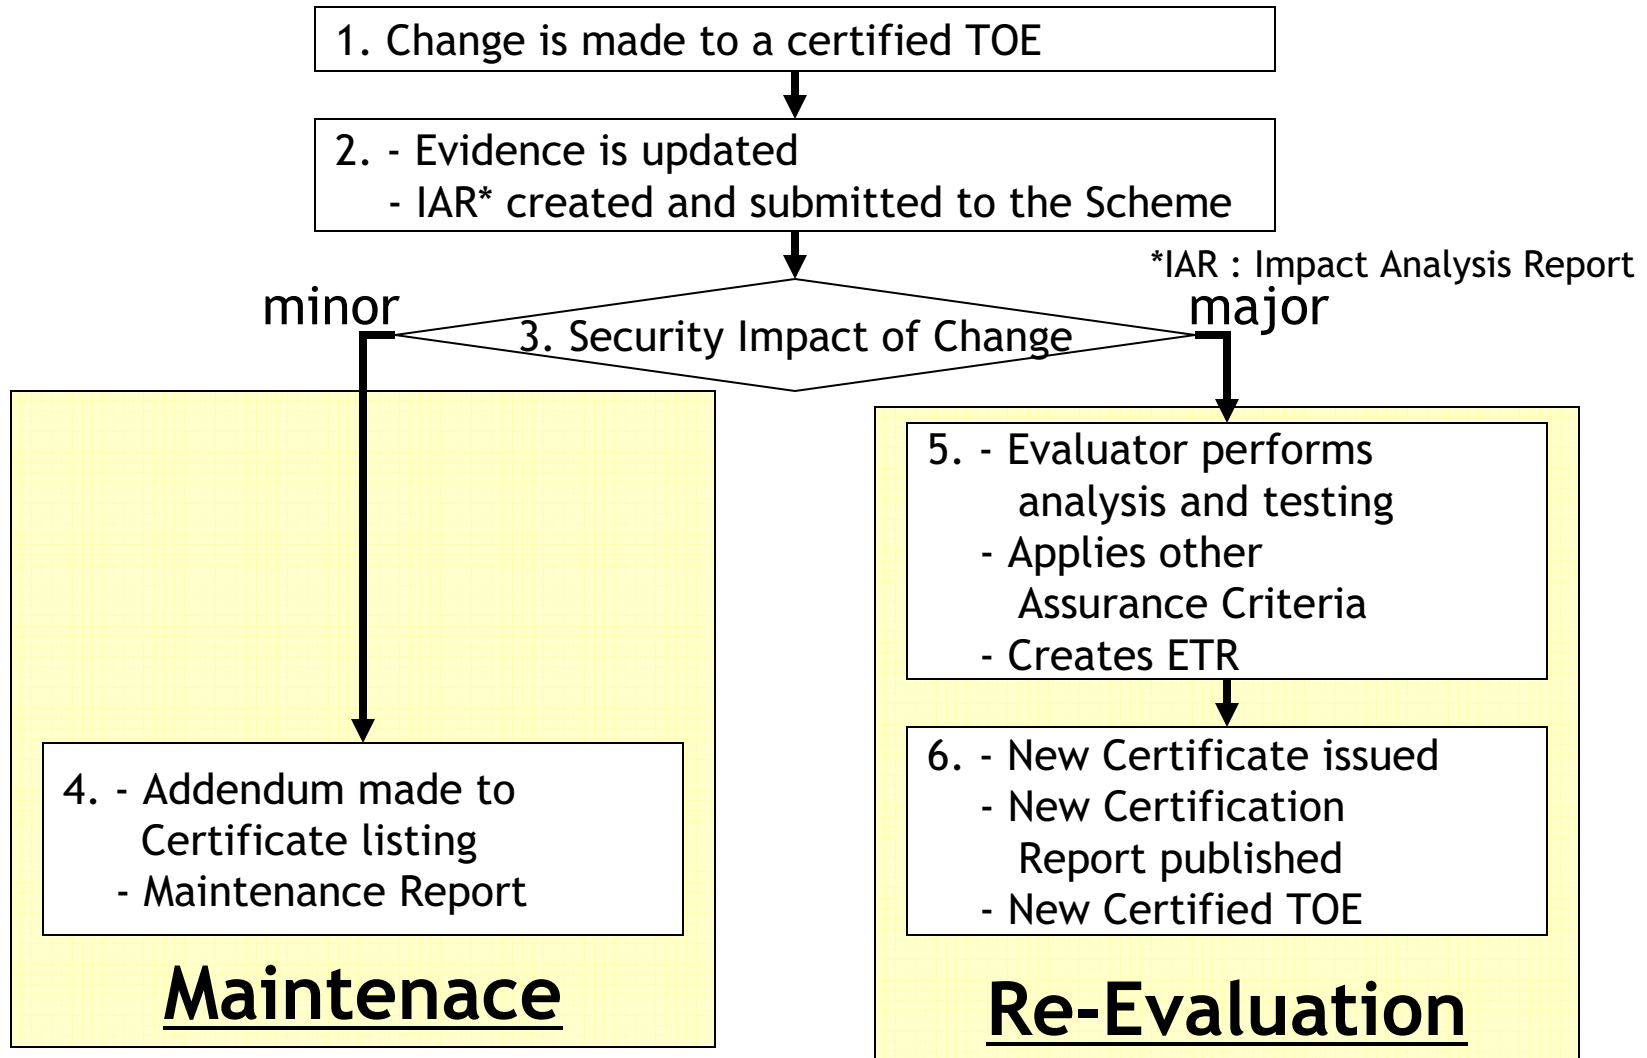 1. Change is made to a certified TOE
2. - Evidence is updated
- IAR* created and submitted to the Scheme
*IAR : Impact Analysis Report
minor
major
3. Security Impact of Change
5. - Evaluator performs
analysis and testing
- Applies other
Assurance Criteria
- Creates ETR
4. - Addendum made to
Certificate listing
- Maintenance Report
6. - New Certificate issued
- New Certification
Report published
- New Certified TOE
Maintenace
Re-Evaluation